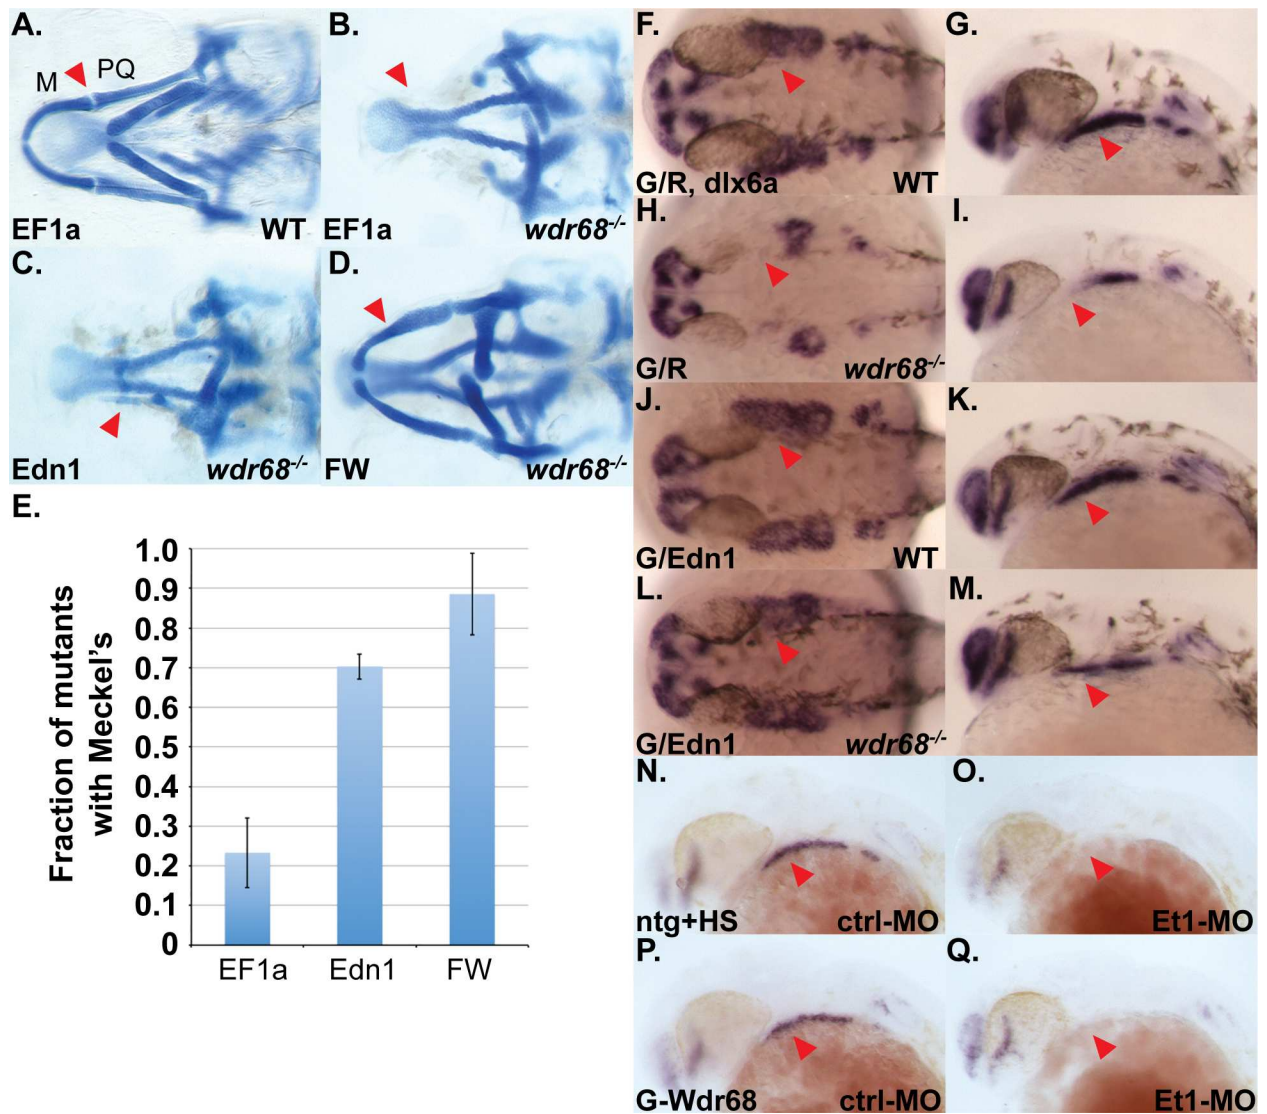 A.
M
PQ
EF1a
WT
B.
EF1a
wdr68-/-
C.
Edn1
wdr68-/-
D.
FW
wdr68-/-
E.
Fraction of mutants
with Meckel's
1.0
0.9
0.8
0.7
0.6
0.5
0.4
0.3
0.2
0.1
0
EF1a
Edn1
FW
F.
G/R, dlx6a
WT
G.
H.
G/R
wdr68-/-
I.
J.
G/Edn1
WT
K.
L.
G/Edn1
wdr68-/-
M.
N.
ntg+HS
ctrl-MO
O.
Et1-MO
P.
G-Wdr68
ctrl-MO
Q.
Et1-MO